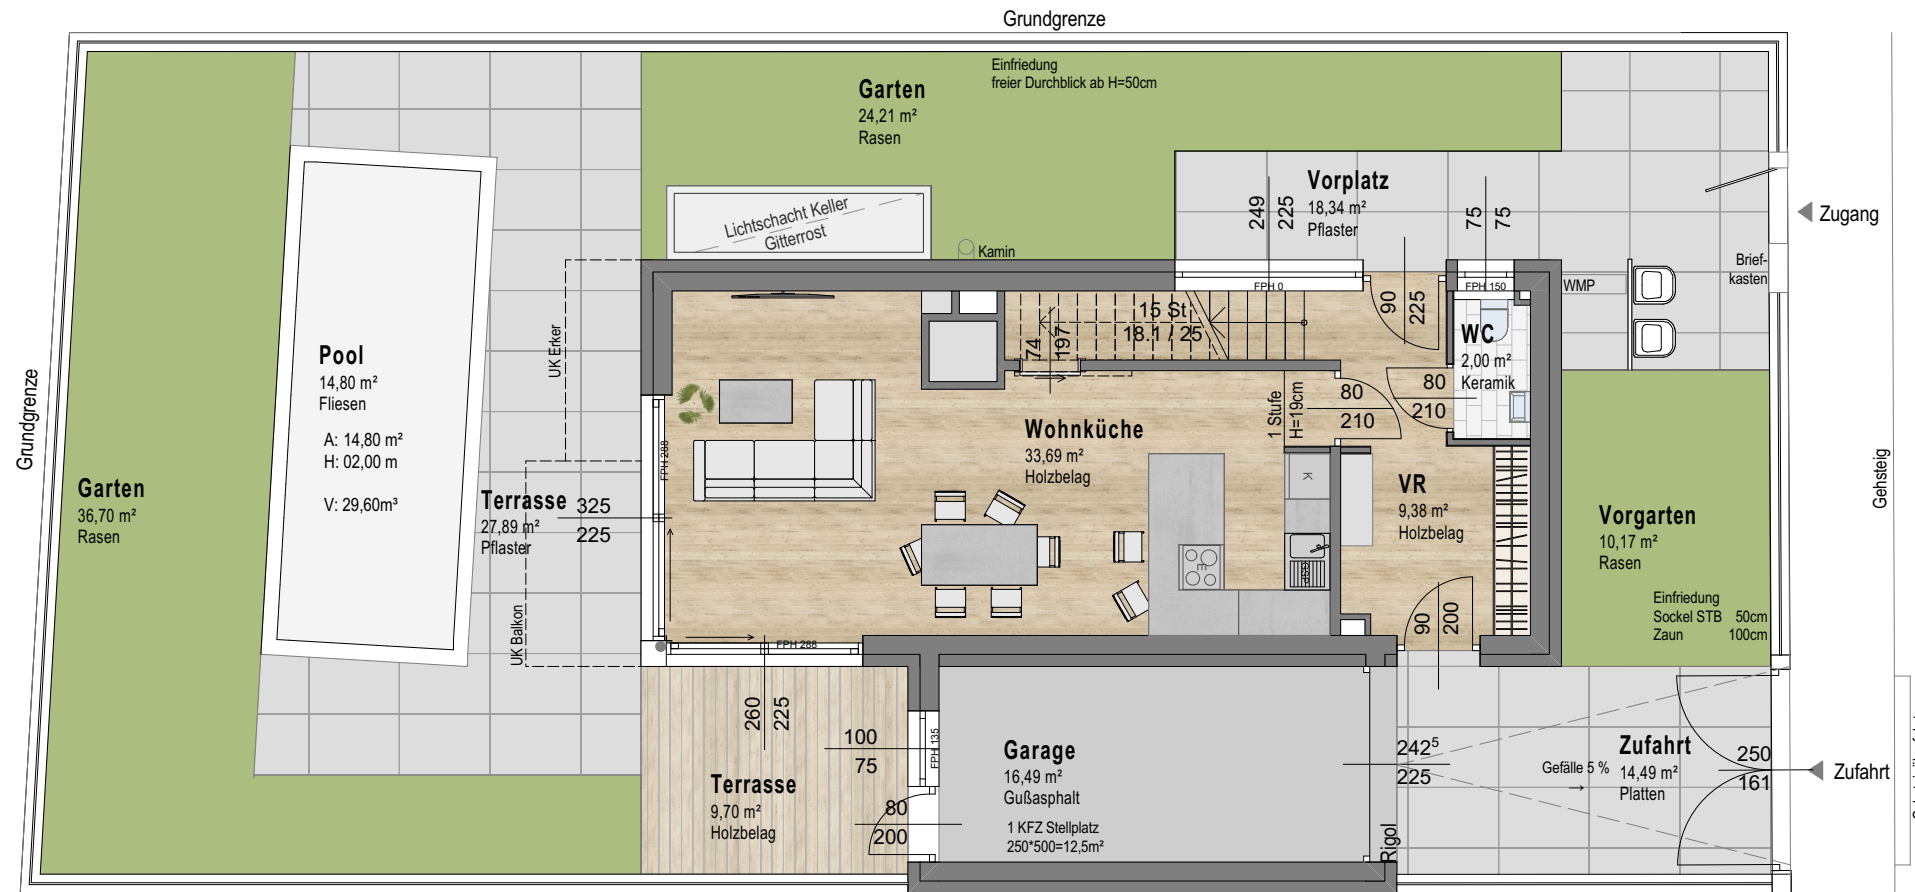 Grundgrenze
Einfriedung
freier Durchblick ab H=50cm
Garten
24,21 m²
Rasen
Vorplatz
18,34 m²
Pflaster
249
225
75
75
Zugang
Lichtschacht Keller
Gitterrost
Kamin
Brief-
kasten
WMP
FPH 0
FPH 150
90
225
15 St
18.1 / 25
74
197
WC
2,00 m²
Keramik
80
210
80
210
1 Stufe
H=19cm
UK Erker
Pool
14,80 m²
Fliesen
A: 14,80 m²
H: 02,00 m
V: 29,60m³
Grundgrenze
Garten
36,70 m²
Rasen
Terrasse
27,89 m²
Pflaster
325
225
FPH 288
Wohnküche
33,69 m²
Holzbelag
K
E
GSP
VR
9,38 m²
Holzbelag
Vorgarten
10,17 m²
Rasen
Einfriedung
Sockel STB 50cm
Zaun 100cm
Gehsteig
UK Balkon
FPH 288
90
200
260
225
Terrasse
9,70 m²
Holzbelag
100
75
FPH 135
80
200
Garage
16,49 m²
Gußasphalt
1 KFZ Stellplatz
250*500=12,5m²
242⁵
225
Rigol
Gefälle 5 %
→
Zufahrt
14,49 m²
Platten
250
161
Zufahrt